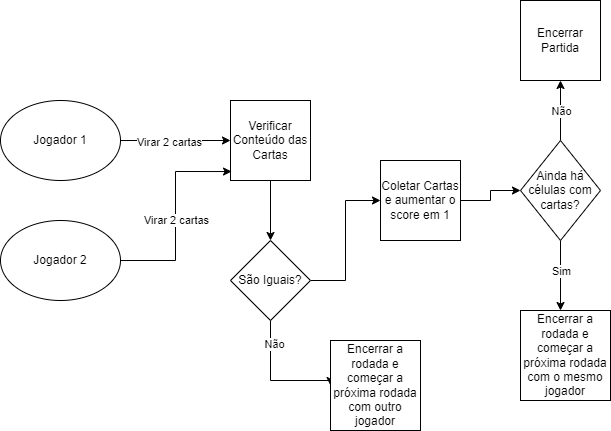 Encerrar
Partida
Jogador 1
Virar 2 cartas
Verificar
Conteúdo das
Cartas
Não
Ainda há
células com
cartas?
Coletar Cartas
e aumentar o
score em 1
Virar 2 cartas
Jogador 2
São Iguais?
Sim
Não
Encerrar a
rodada e
começar a
próxima rodada
com o mesmo
jogador
Encerrar a
rodada e
começar a
próxima rodada
com outro
jogador